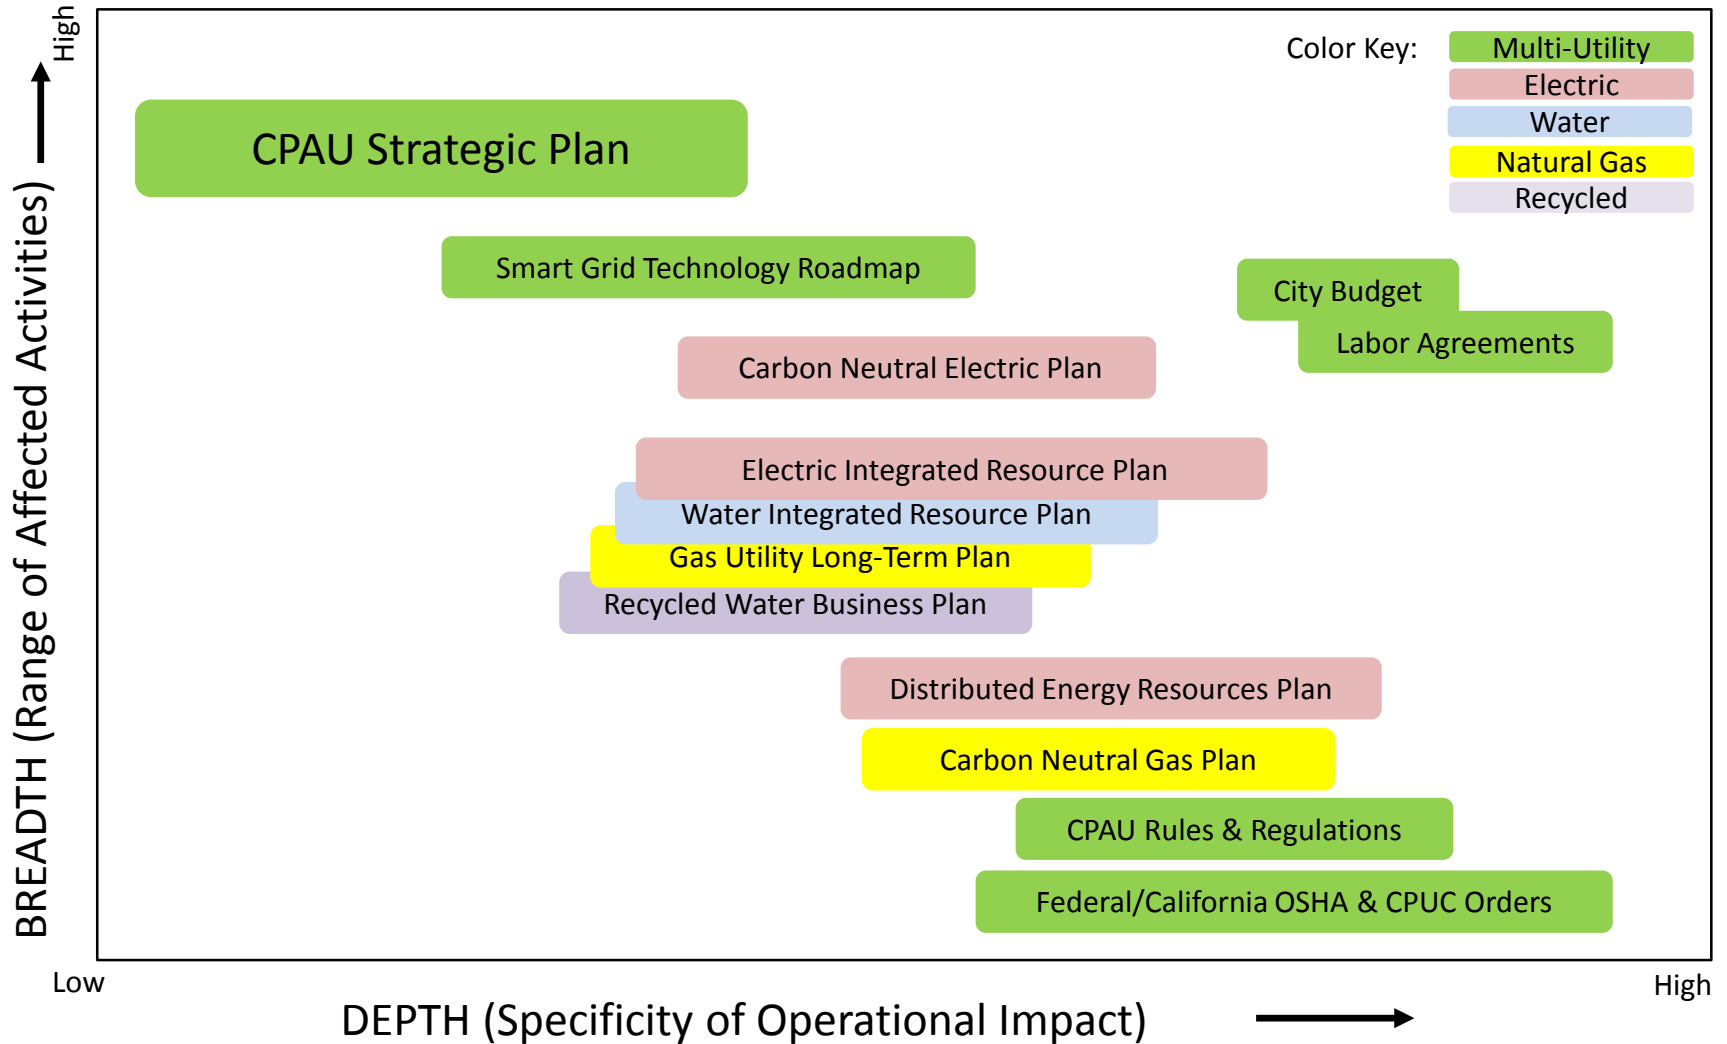 High
BREADTH (Range of Affected Activities)
Color Key:
Multi-Utility
Electric
Water
Natural Gas
Recycled
CPAU Strategic Plan
Smart Grid Technology Roadmap
City Budget
Labor Agreements
Carbon Neutral Electric Plan
Electric Integrated Resource Plan
Water Integrated Resource Plan
Gas Utility Long-Term Plan
Recycled Water Business Plan
Distributed Energy Resources Plan
Carbon Neutral Gas Plan
CPAU Rules & Regulations
Federal/California OSHA & CPUC Orders
Low
High
DEPTH (Specificity of Operational Impact)